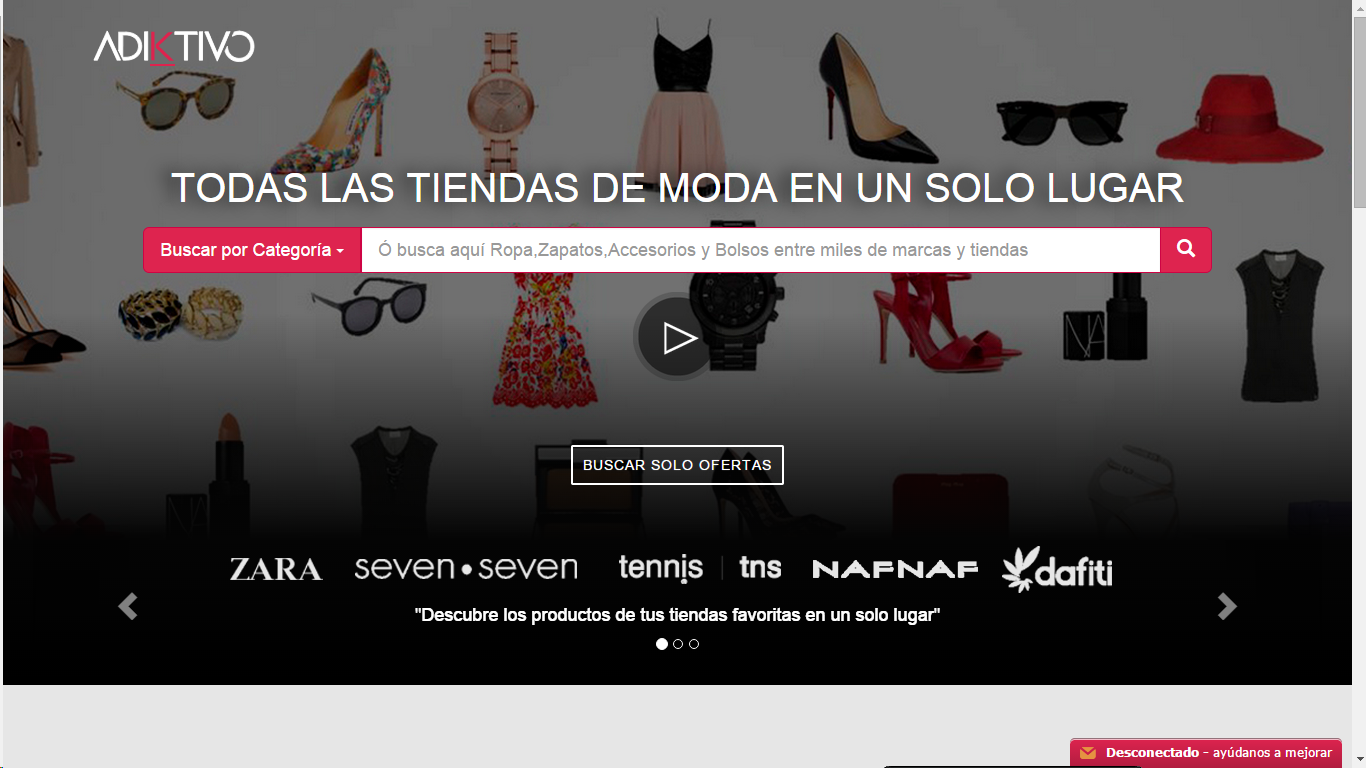 ADIKTIVO
TODAS LAS TIENDAS DE MODA EN UN SOLO LUGAR
Buscar por Categoría
Ó busca aquí Ropa,Zapatos,Accesorios y Bolsos entre miles de marcas y tiendas
NARS
BUSCAR SOLO OFERTAS
NARS
ZARA seven•seven tennis | tns NAFNAF dafiti
"Descubre los productos de tus tiendas favoritas en un solo lugar"
Desconectado - ayúdanos a mejorar